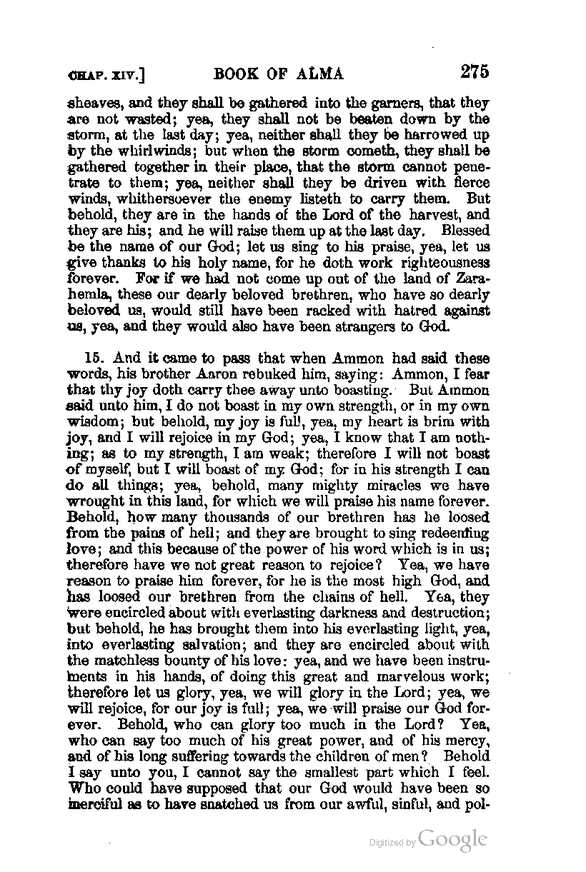 CHAP. XIV.] BOOK OF ALMA 275
sheaves, and they shall be gathered into the garners, that they
are not wasted; yea, they shall not be beaten down by the
storm, at the last day; yea, neither shall they be harrowed up
by the whirlwinds; but when the storm cometh, they shall be
gathered together in their place, that the storm cannot pene-
trate to them; yea, neither shall they be driven with fierce
winds, whithersoever the enemy listeth to carry them. But
behold, they are in the hands of the Lord of the harvest, and
they are his; and he will raise them up at the last day. Blessed
be the name of our God; let us sing to his praise, yea, let us
give thanks to his holy name, for he doth work righteousness
forever. For if we had not come up out of the land of Zara-
hemla, these our dearly beloved brethren, who have so dearly
beloved us, would still have been racked with hatred against
us, yea, and they would also have been strangers to God.
15. And it came to pass that when Ammon had said these
words, his brother Aaron rebuked him, saying: Ammon, I fear
that thy joy doth carry thee away unto boasting. But Ammon
said unto him, I do not boast in my own strength, or in my own
wisdom; but behold, my joy is full, yea, my heart is brim with
joy, and I will rejoice in my God; yea, I know that I am noth-
ing; as to my strength, I am weak; therefore I will not boast
of myself, but I will boast of my God; for in his strength I can
do all things; yea, behold, many mighty miracles we have
wrought in this land, for which we will praise his name forever.
Behold, how many thousands of our brethren has he loosed
from the pains of hell; and they are brought to sing redeeming
love; and this because of the power of his word which is in us;
therefore have we not great reason to rejoice? Yea, we have
reason to praise him forever, for he is the most high God, and
has loosed our brethren from the chains of hell. Yea, they
were encircled about with everlasting darkness and destruction;
but behold, he has brought them into his everlasting light, yea,
into everlasting salvation; and they are encircled about with
the matchless bounty of his love: yea, and we have been instru-
ments in his hands, of doing this great and marvelous work;
therefore let us glory, yea, we will glory in the Lord; yea, we
will rejoice, for our joy is full; yea, we will praise our God for-
ever. Behold, who can glory too much in the Lord? Yea,
who can say too much of his great power, and of his mercy,
and of his long suffering towards the children of men? Behold
I say unto you, I cannot say the smallest part which I feel.
Who could have supposed that our God would have been so
merciful as to have snatched us from our awful, sinful, and pol-
Digitized by Google